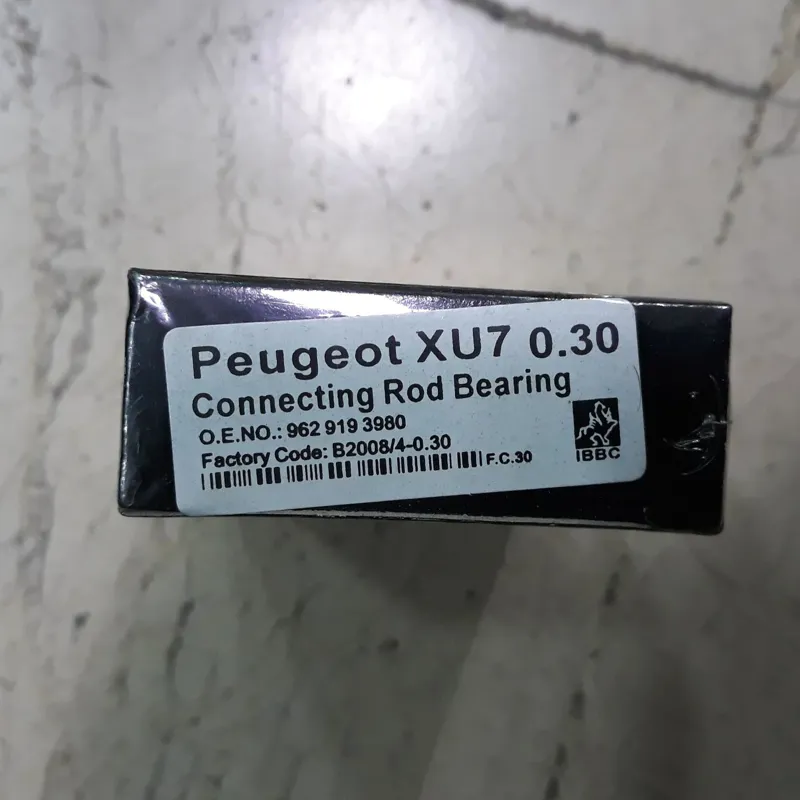 Peugeot XU7 0.30
Connecting Rod Bearing
O.E.NO.: 962 919 3980
Factory Code: B2008/4-0.30
F.C.30
IBBC